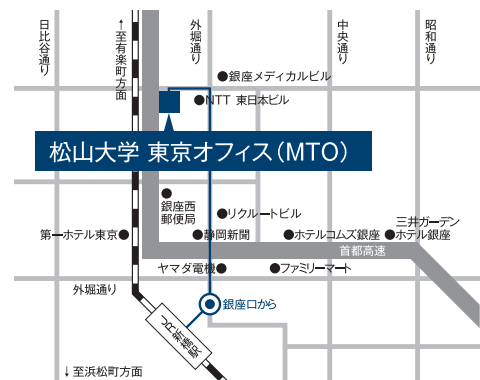 日比谷通り
↑至有楽町方面
外堀通り
中央通り
昭和通り
●銀座メディカルビル
●NTT 東日本ビル
松山大学 東京オフィス(MTO)
銀座西
郵便局
●リクルートビル
第一ホテル東京●
●静岡新聞
●ホテルコムズ銀座
三井ガーデン
●ホテル銀座
首都高速
ヤマダ電機●
●ファミリーマート
外堀通り
銀座口から
JR新橋駅
↓至浜松町方面